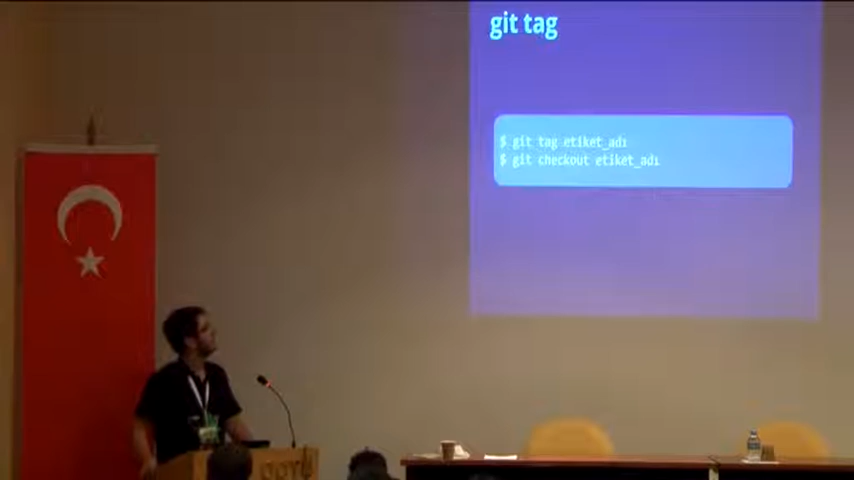 git tag
$ git tag etiket_adı
$ git checkout etiket_adı